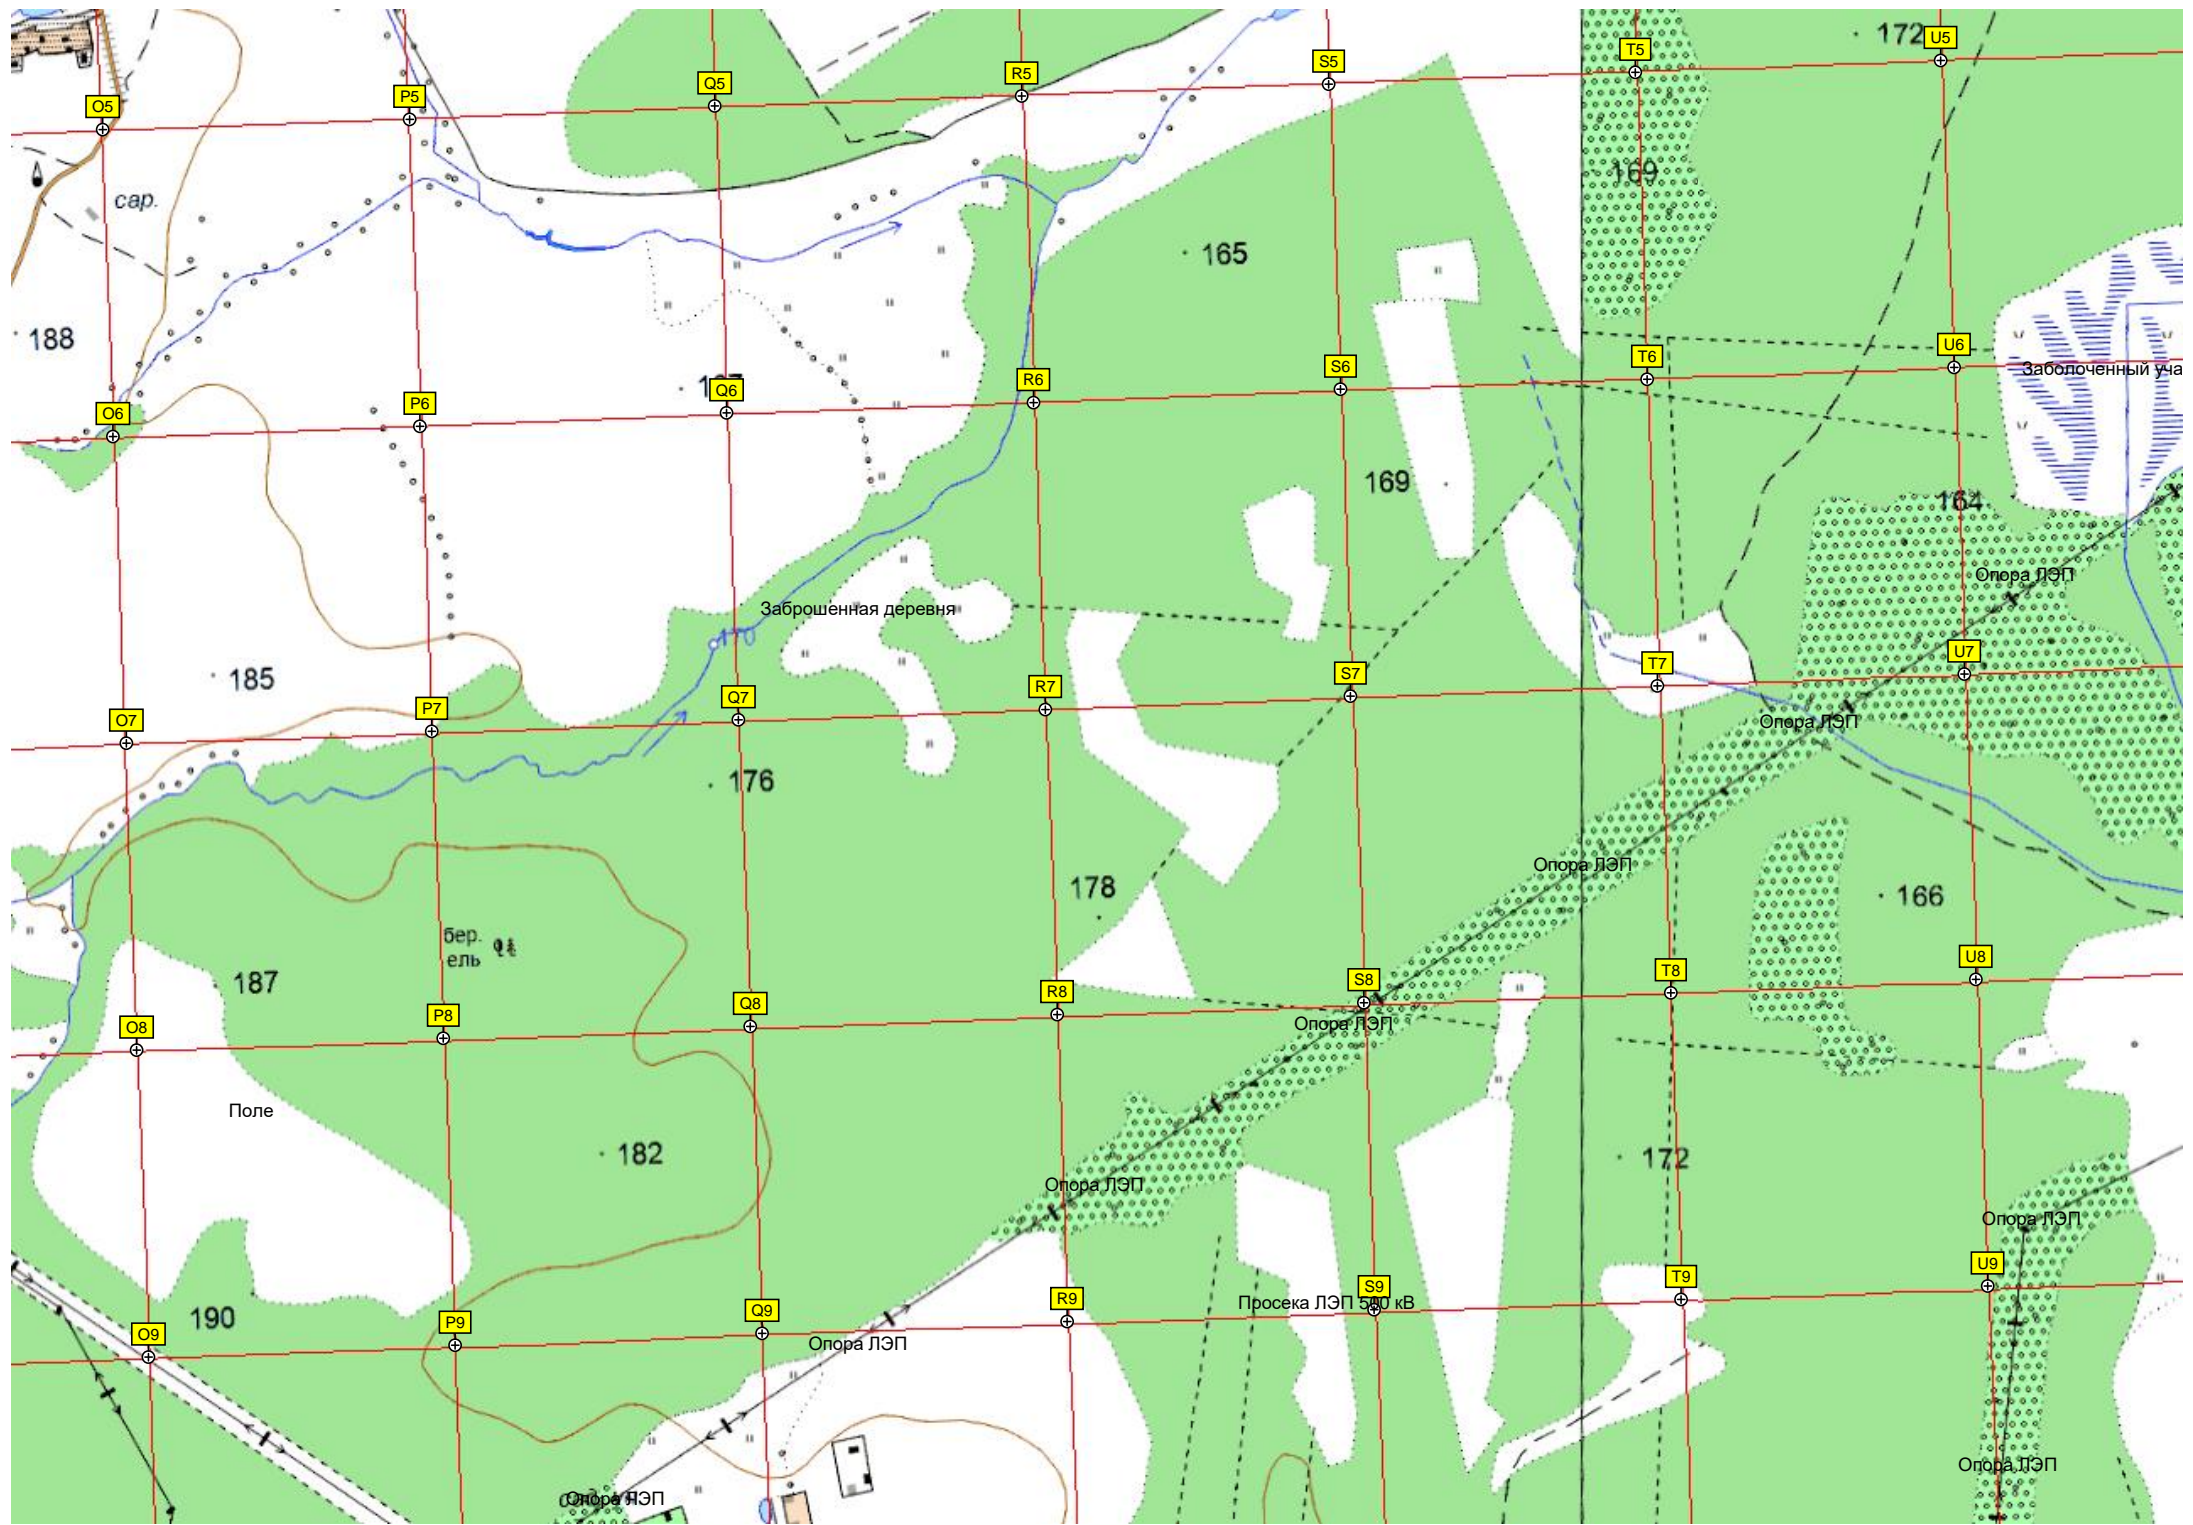 172
U5
T5
S5
R5
Q5
P5
O5
169
сар.
165
188
U6
T6
S6
R6
Q6
P6
O6
Заболоченный уча
169
164
Опора ЛЭП
Заброшенная деревня
170
185
U7
T7
S7
R7
Q7
P7
O7
Опора ЛЭП
176
Опора ЛЭП
178
166
бер.
ель
187
U8
T8
S8
R8
Q8
P8
O8
Опора ЛЭП
Поле
182
172
Опора ЛЭП
Опора ЛЭП
190
U9
T9
S9
R9
Q9
P9
O9
Просека ЛЭП 500 кВ
Опора ЛЭП
Опора ЛЭП
Опора ЛЭП